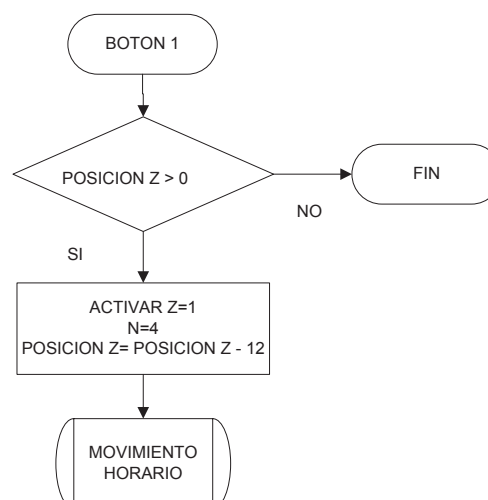 BOTON 1
POSICION Z > 0
FIN
NO
SI
ACTIVAR Z=1
N=4
POSICION Z= POSICION Z - 12
MOVIMIENTO
HORARIO